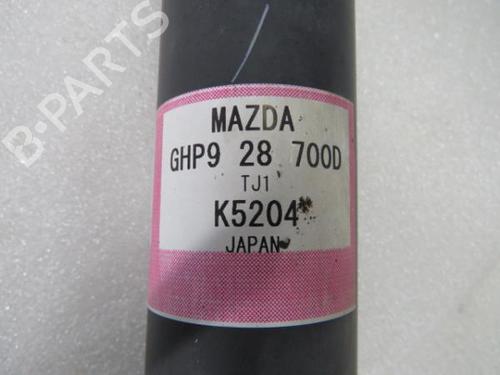 B-PARTS
MAZDA
GHP9 28 700D
TJ1
K5204
JAPAN